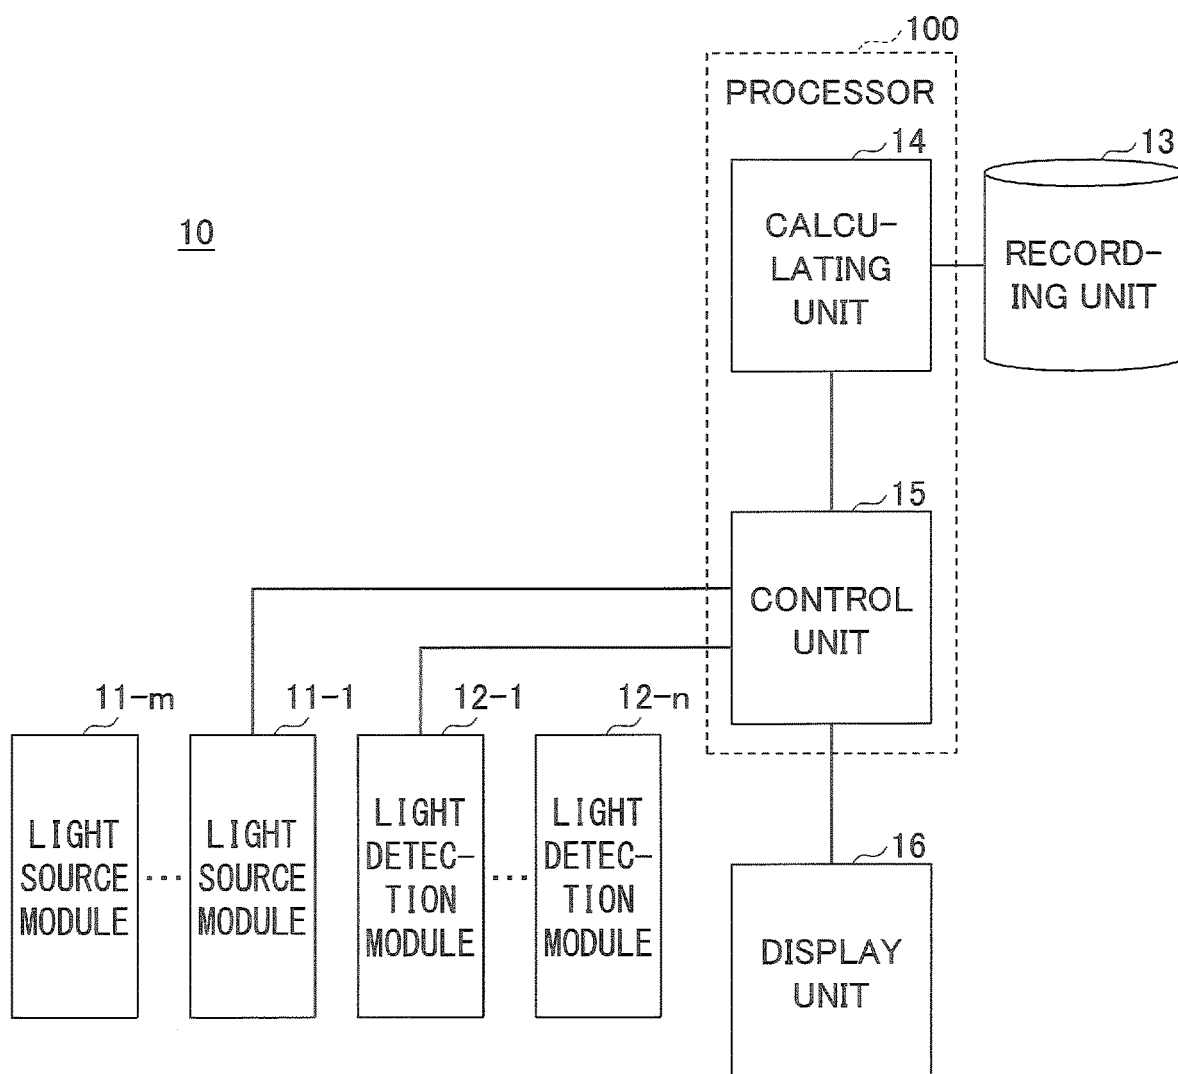 100
PROCESSOR
14
13
CALCU-
LATING
UNIT
RECORD-
ING UNIT
10
15
CONTROL
UNIT
11-m
11-1
12-1
12-n
LIGHT
SOURCE
MODULE
...
LIGHT
SOURCE
MODULE
LIGHT
DETEC-
TION
MODULE
...
LIGHT
DETEC-
TION
MODULE
16
DISPLAY
UNIT